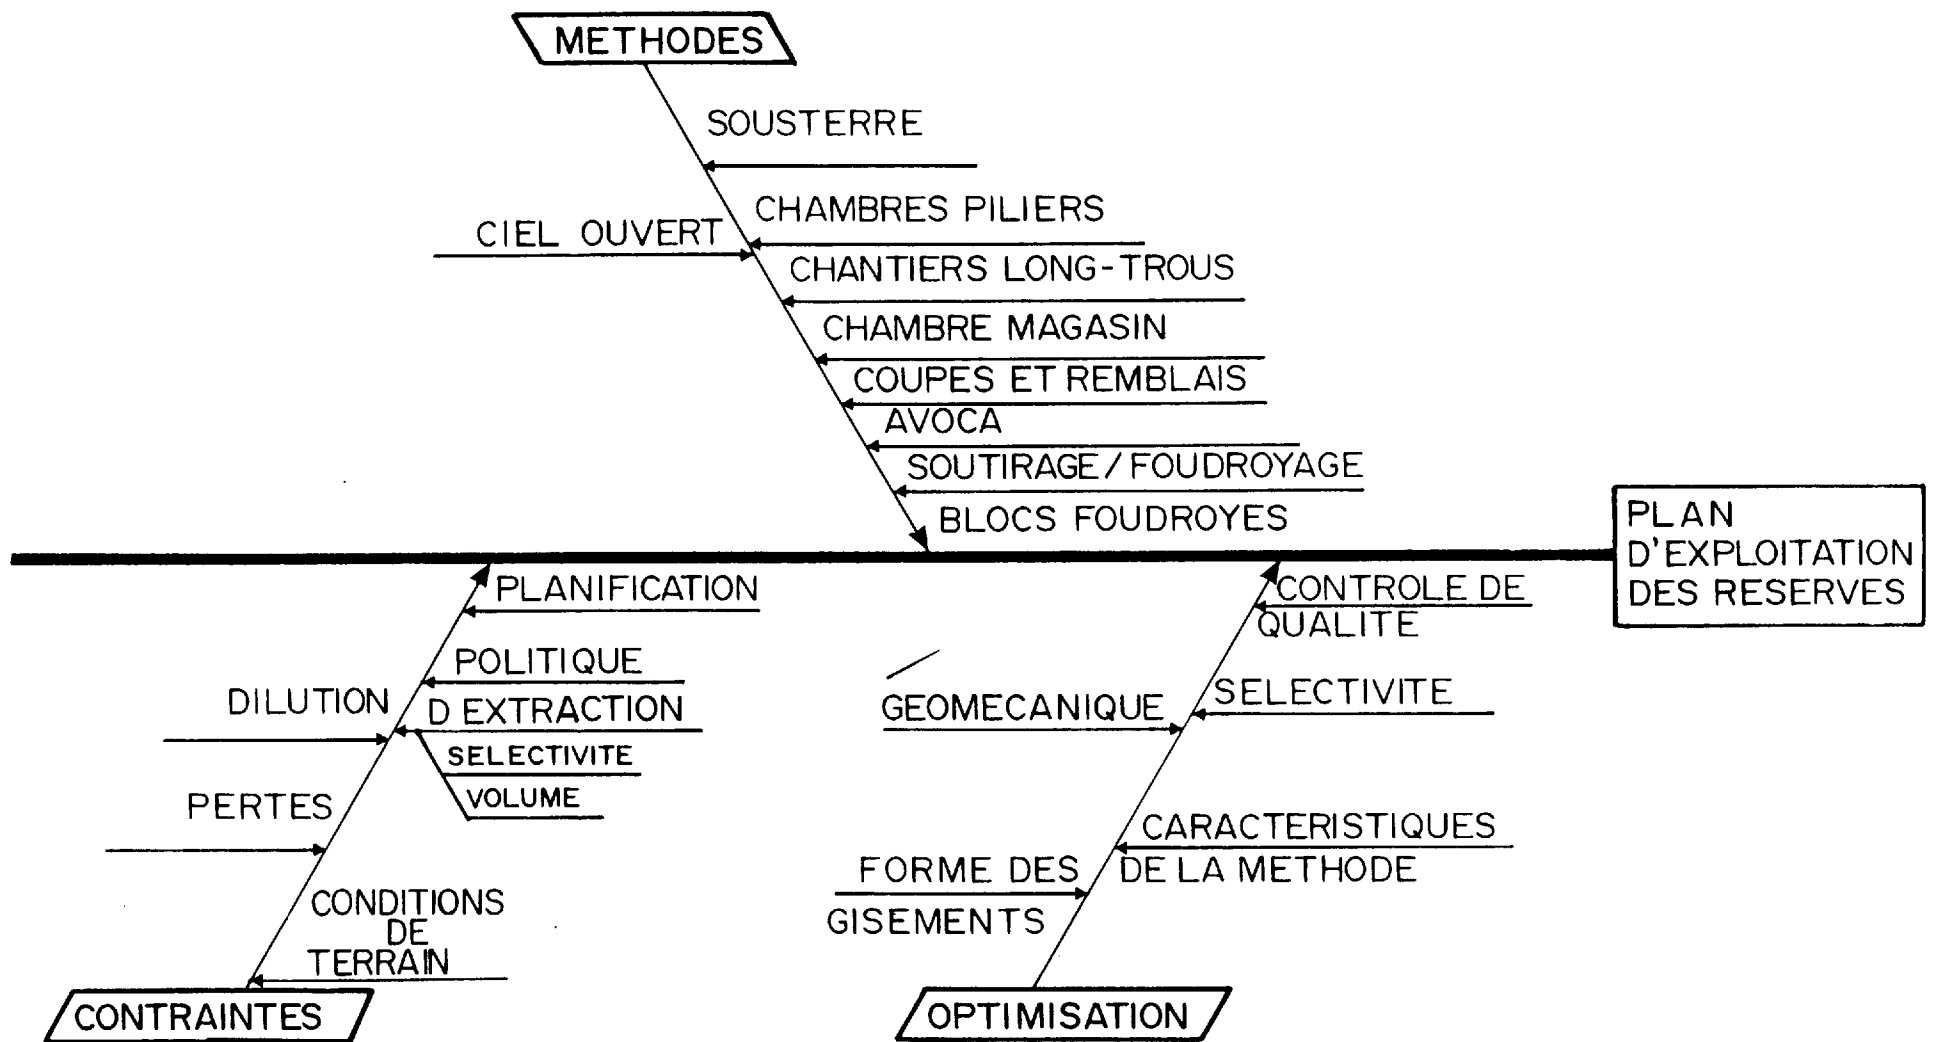 METHODES
SOUSTERRE
CHAMBRES PILIERS
CIEL OUVERT
CHANTIERS LONG-TROUS
CHAMBRE MAGASIN
COUPES ET REMBLAIS
AVOCA
SOUTIRAGE/FOUDROYAGE
BLOCS FOUDROYES
PLAN
D'EXPLOITATION
DES RESERVES
PLANIFICATION
POLITIQUE
D EXTRACTION
DILUTION
SELECTIVITE
VOLUME
PERTES
CONDITIONS
DE
TERRAIN
CONTRAINTES
CONTROLE DE
QUALITE
SELECTIVITE
GEOMECANIQUE
CARACTERISTIQUES
DE LA METHODE
FORME DES
GISEMENTS
OPTIMISATION